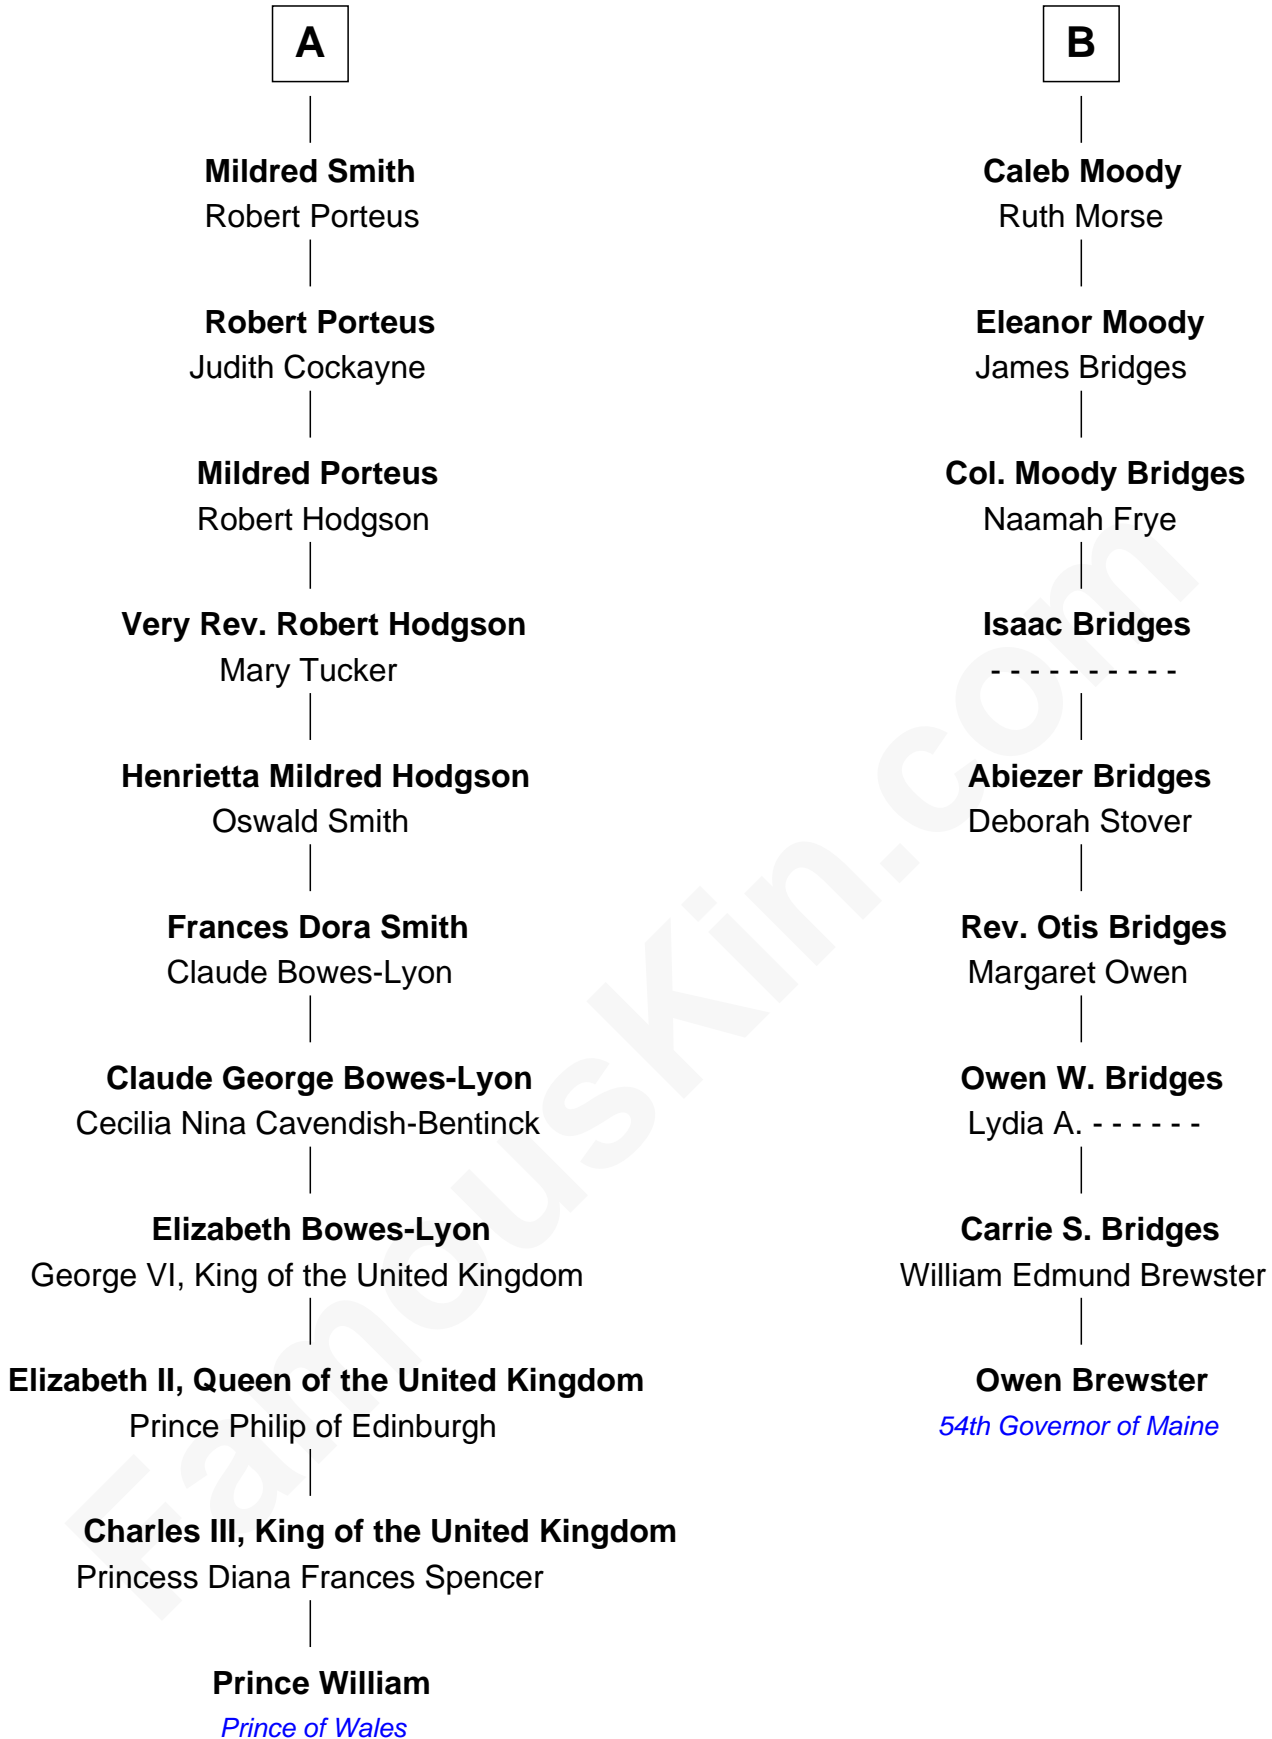 A
Mildred Smith
Robert Porteus
Robert Porteus
Judith Cockayne
Mildred Porteus
Robert Hodgson
Very Rev. Robert Hodgson
Mary Tucker
Henrietta Mildred Hodgson
Oswald Smith
Frances Dora Smith
Claude Bowes-Lyon
Claude George Bowes-Lyon
Cecilia Nina Cavendish-Bentinck
Elizabeth Bowes-Lyon
George VI, King of the United Kingdom
Elizabeth II, Queen of the United Kingdom
Prince Philip of Edinburgh
Charles III, King of the United Kingdom
Princess Diana Frances Spencer
Prince William
Prince of Wales
B
Caleb Moody
Ruth Morse
Eleanor Moody
James Bridges
Col. Moody Bridges
Naamah Frye
Isaac Bridges
- - - - - - - - - -
Abiezer Bridges
Deborah Stover
Rev. Otis Bridges
Margaret Owen
Owen W. Bridges
Lydia A. - - - - - -
Carrie S. Bridges
William Edmund Brewster
Owen Brewster
54th Governor of Maine
FamousKin.com